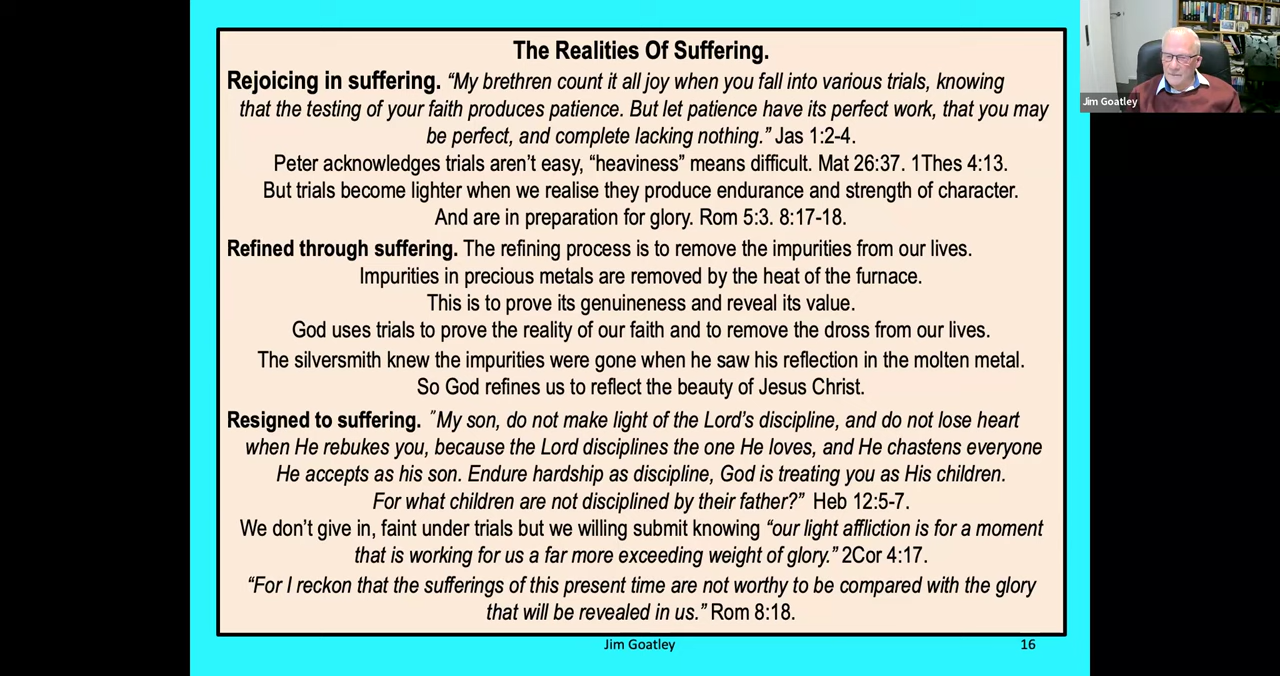 The Realities Of Suffering.
Rejoicing in suffering. “My brethren count it all joy when you fall into various trials, knowing
that the testing of your faith produces patience. But let patience have its perfect work, that you may
be perfect, and complete lacking nothing.” Jas 1:2-4.
Peter acknowledges trials aren’t easy, “heaviness” means difficult. Mat 26:37. 1Thes 4:13.
But trials become lighter when we realise they produce endurance and strength of character.
And are in preparation for glory. Rom 5:3. 8:17-18.
Refined through suffering. The refining process is to remove the impurities from our lives.
Impurities in precious metals are removed by the heat of the furnace.
This is to prove its genuineness and reveal its value.
God uses trials to prove the reality of our faith and to remove the dross from our lives.
The silversmith knew the impurities were gone when he saw his reflection in the molten metal.
So God refines us to reflect the beauty of Jesus Christ.
Resigned to suffering. "My son, do not make light of the Lord’s discipline, and do not lose heart
when He rebukes you, because the Lord disciplines the one He loves, and He chastens everyone
He accepts as his son. Endure hardship as discipline, God is treating you as His children.
For what children are not disciplined by their father?” Heb 12:5-7.
We don’t give in, faint under trials but we willing submit knowing “our light affliction is for a moment
that is working for us a far more exceeding weight of glory.” 2Cor 4:17.
“For I reckon that the sufferings of this present time are not worthy to be compared with the glory
that will be revealed in us.” Rom 8:18.
Jim Goatley 16
Jim Goatley